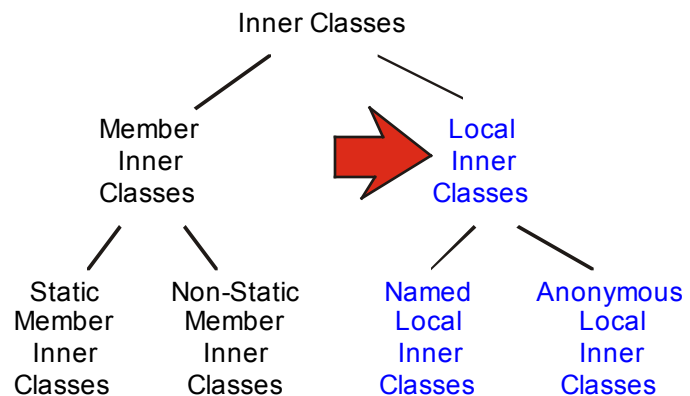 Inner Classes
Member
Inner
Classes
Local
Inner
Classes
Static
Member
Inner
Classes
Non-Static
Member
Inner
Classes
Named
Local
Inner
Classes
Anonymous
Local
Inner
Classes